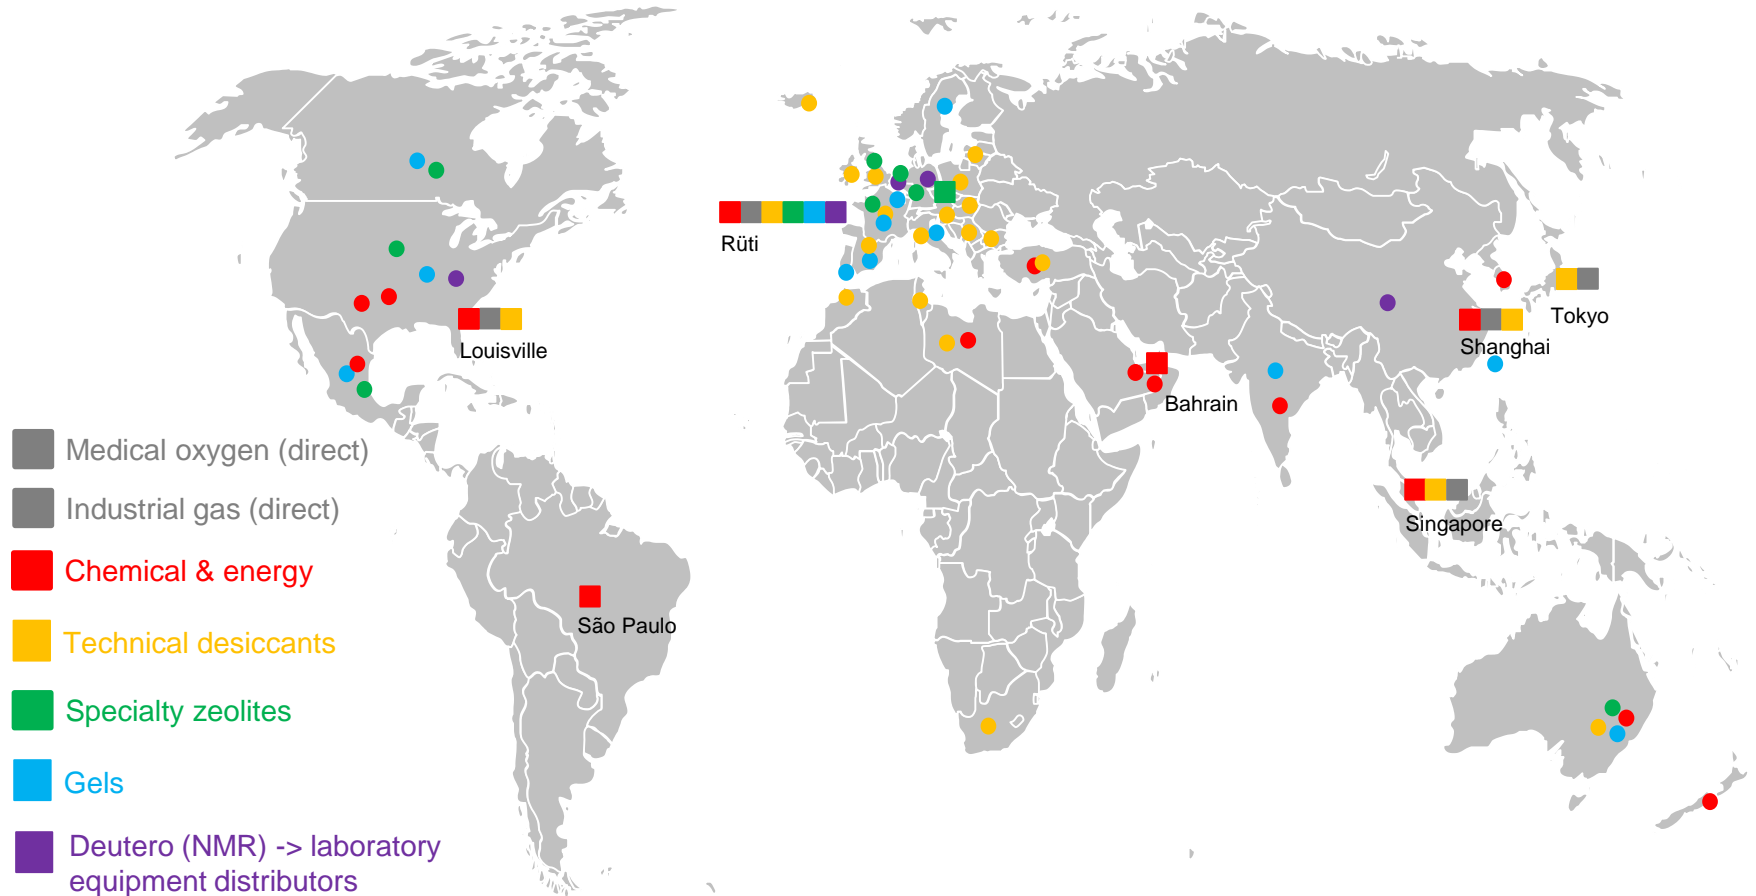 Rüti
Louisville
Tokyo
Shanghai
Bahrain
Medical oxygen (direct)
Industrial gas (direct)
Singapore
Chemical & energy
São Paulo
Technical desiccants
Specialty zeolites
Gels
Deutero (NMR) -> laboratory
equipment distributors